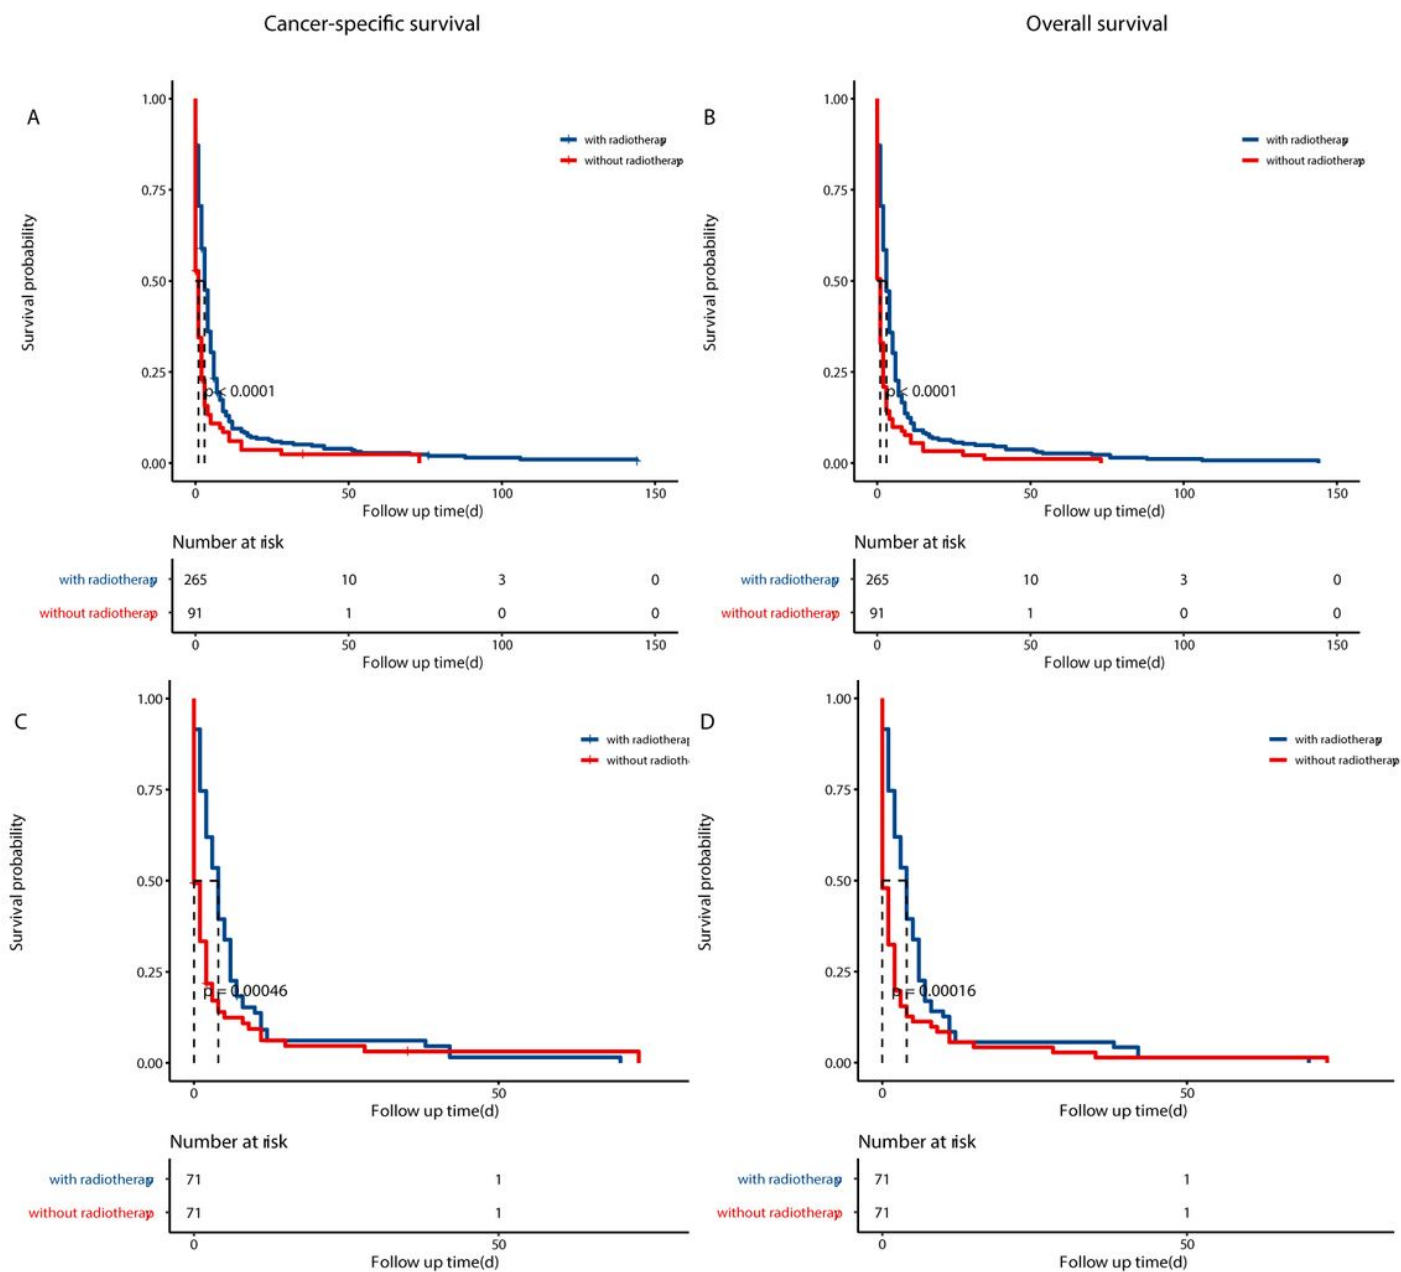 Cancer-specific survival
Overall survival
A
Survival probability
1.00
0.75
0.50
0.25
0.00
with radiotherapy
without radiotherapy
p < 0.0001
0 50 100 150
Follow up time(d)
Number at risk
with radiotherapy 265 10 3 0
without radiotherapy 91 1 0 0
0 50 100 150
Follow up time(d)
B
Survival probability
1.00
0.75
0.50
0.25
0.00
with radiotherapy
without radiotherapy
p < 0.0001
0 50 100 150
Follow up time(d)
Number at risk
with radiotherapy 265 10 3 0
without radiotherapy 91 1 0 0
0 50 100 150
Follow up time(d)
C
Survival probability
1.00
0.75
0.50
0.25
0.00
with radiotherap
without radioth
p = 0.00046
0 50
Follow up time(d)
Number at risk
with radiotherapy 71 1
without radiotherapy 71 1
0 50
Follow up time(d)
D
Survival probability
1.00
0.75
0.50
0.25
0.00
with radiotherapy
without radiotherapy
p = 0.00016
0 50
Follow up time(d)
Number at risk
with radiotherapy 71 1
without radiotherapy 71 1
0 50
Follow up time(d)